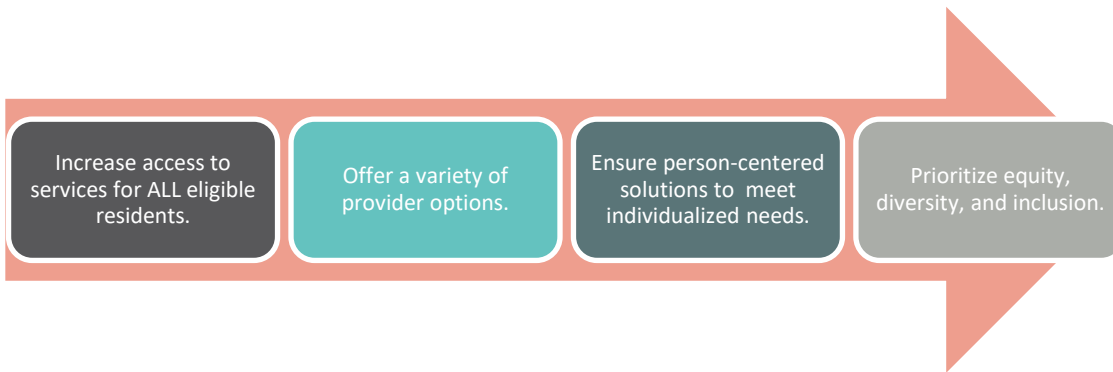 Increase access to
services for ALL eligible
residents.
Offer a variety of
provider options.
Ensure person-centered
solutions to  meet
individualized needs.
Prioritize equity,
diversity, and inclusion.